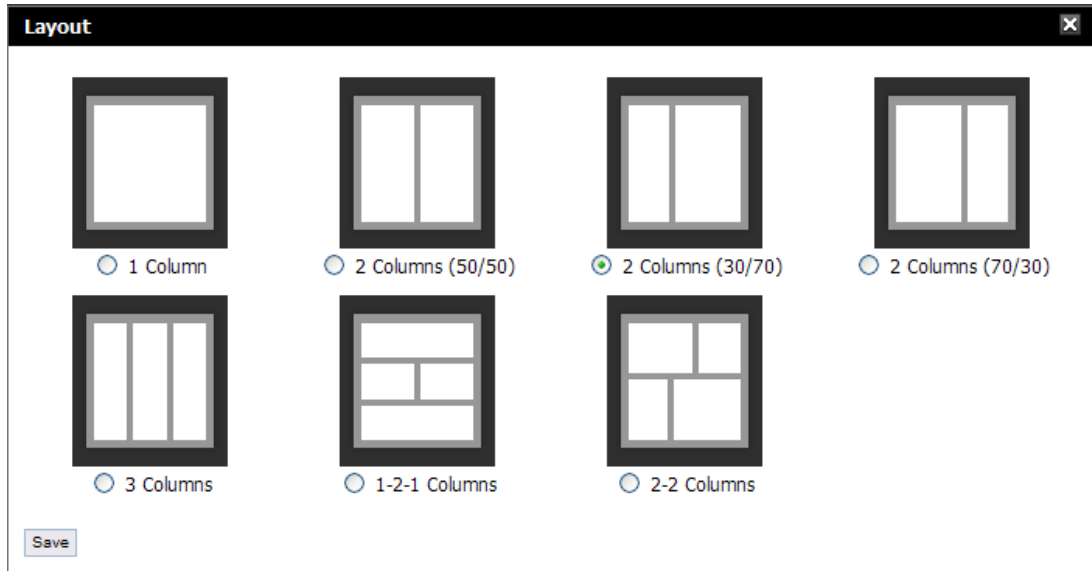 Layout
1 Column
2 Columns (50/50)
2 Columns (30/70)
2 Columns (70/30)
3 Columns
1-2-1 Columns
2-2 Columns
Save